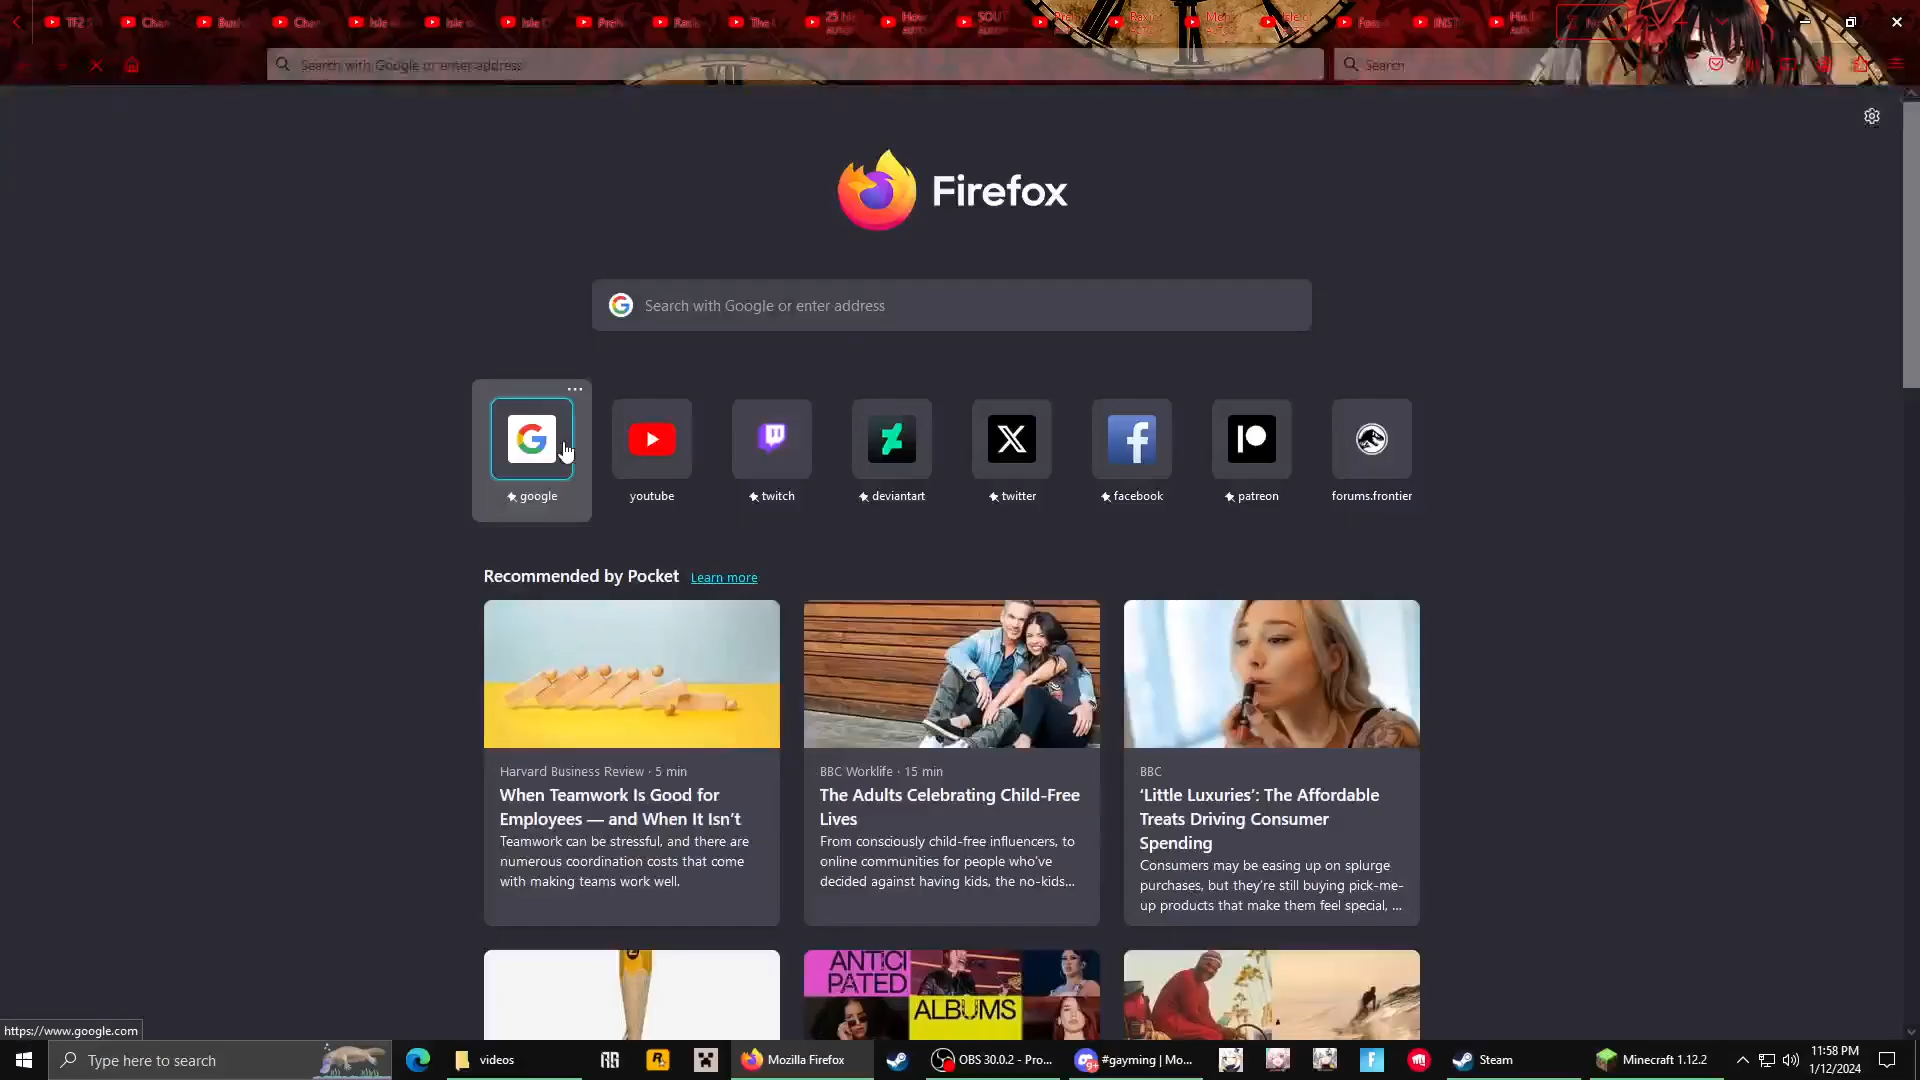 TF2
Search with Google or enter address
Search
Firefox
Search with Google or enter address
google
youtube
twitch
deviantart
twitter
facebook
patreon
forums.frontier
Recommended by Pocket Learn more
Harvard Business Review · 5 min
When Teamwork Is Good for
Employees — and When It Isn’t
Teamwork can be stressful, and there are
numerous coordination costs that come
with making teams work well.
BBC Worklife · 15 min
The Adults Celebrating Child-Free
Lives
From consciously child-free influencers, to
online communities for people who’ve
decided against having kids, the no-kids...
BBC
‘Little Luxuries’: The Affordable
Treats Driving Consumer
Spending
Consumers may be easing up on splurge
purchases, but they’re still buying pick-me-
up products that make them feel special, ...
ANTICI
PATED
ALBUMS
https://www.google.com
Type here to search
videos
Mozilla Firefox
OBS 30.0.2 - Pro...
#gayming | Mo...
Steam
Minecraft 1.12.2
11:58 PM
1/12/2024